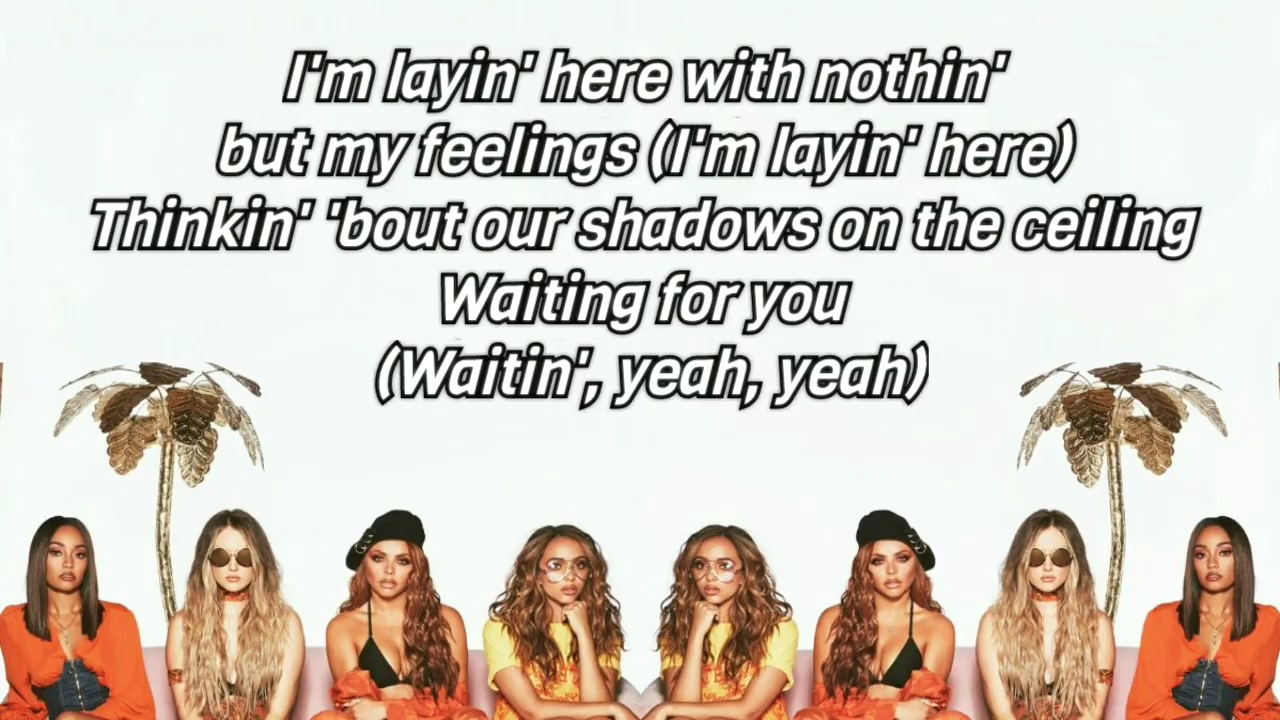 I'm layin' here with nothin'
but my feelings (I'm layin' here)
Thinkin' 'bout our shadows on the ceiling
Waiting for you
(Waitin', yeah, yeah)